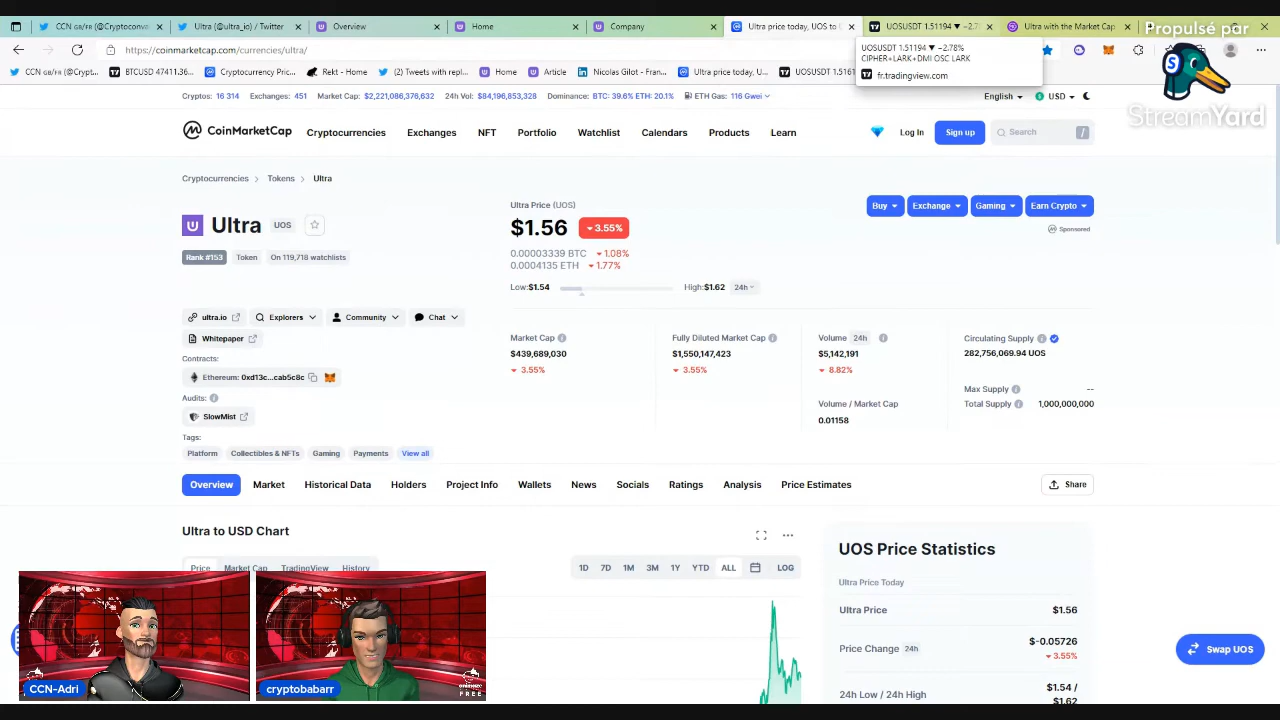 CCN GB/FR (@Cryptoconv
Ultra (@ultra_io) / Twitter
Overview
Home
Company
Ultra price today, UOS to U
UOSUSDT 1.51194 ▼ −2.7
Ultra with the Market Cap
Propulsé par
https://coinmarketcap.com/currencies/ultra/
UOSUSDT 1.51194 ▼ −2.78%
CIPHER+LARK+DMI OSC LARK
fr.tradingview.com
StreamYard
CCN GB/FR (@Crypt...
BTCUSD 47411.36...
Cryptocurrency Pric...
Rekt - Home
(2) Tweets with repl...
Home
Article
Nicolas Gilot - Fran...
Ultra price today, U...
UOSUSDT 1.5161
Cryptos: 16 314
Exchanges: 451
Market Cap: $2,221,086,376,632
24h Vol: $84,196,853,328
Dominance: BTC: 39.6% ETH: 20.1%
ETH Gas: 116 Gwei
English
USD
CoinMarketCap
Cryptocurrencies
Exchanges
NFT
Portfolio
Watchlist
Calendars
Products
Learn
Log In
Sign up
Search
/
Cryptocurrencies
Tokens
Ultra
Ultra
UOS
Rank #153
Token
On 119,718 watchlists
Ultra Price (UOS)
$1.56
3.55%
0.00003339 BTC
1.08%
0.0004135 ETH
1.77%
Low:$1.54
High:$1.62
24h
Buy
Exchange
Gaming
Earn Crypto
Sponsored
ultra.io
Explorers
Community
Chat
Whitepaper
Contracts:
Ethereum: 0xd13c...cab5c8c
Audits:
SlowMist
Tags:
Platform
Collectibles & NFTs
Gaming
Payments
View all
Market Cap
$439,689,030
3.55%
Fully Diluted Market Cap
$1,550,147,423
3.55%
Volume 24h
$5,142,191
8.82%
Volume / Market Cap
0.01158
Circulating Supply
282,756,069.94 UOS
Max Supply
--
Total Supply
1,000,000,000
Overview
Market
Historical Data
Holders
Project Info
Wallets
News
Socials
Ratings
Analysis
Price Estimates
Share
Ultra to USD Chart
Price
Market Cap
TradingView
History
1D
7D
1M
3M
1Y
YTD
ALL
LOG
UOS Price Statistics
Ultra Price Today
Ultra Price
$1.56
Price Change 24h
$-0.05726
3.55%
24h Low / 24h High
$1.54 /
$1.62
Swap UOS
CCN-Adri
cryptobabarr
FREE